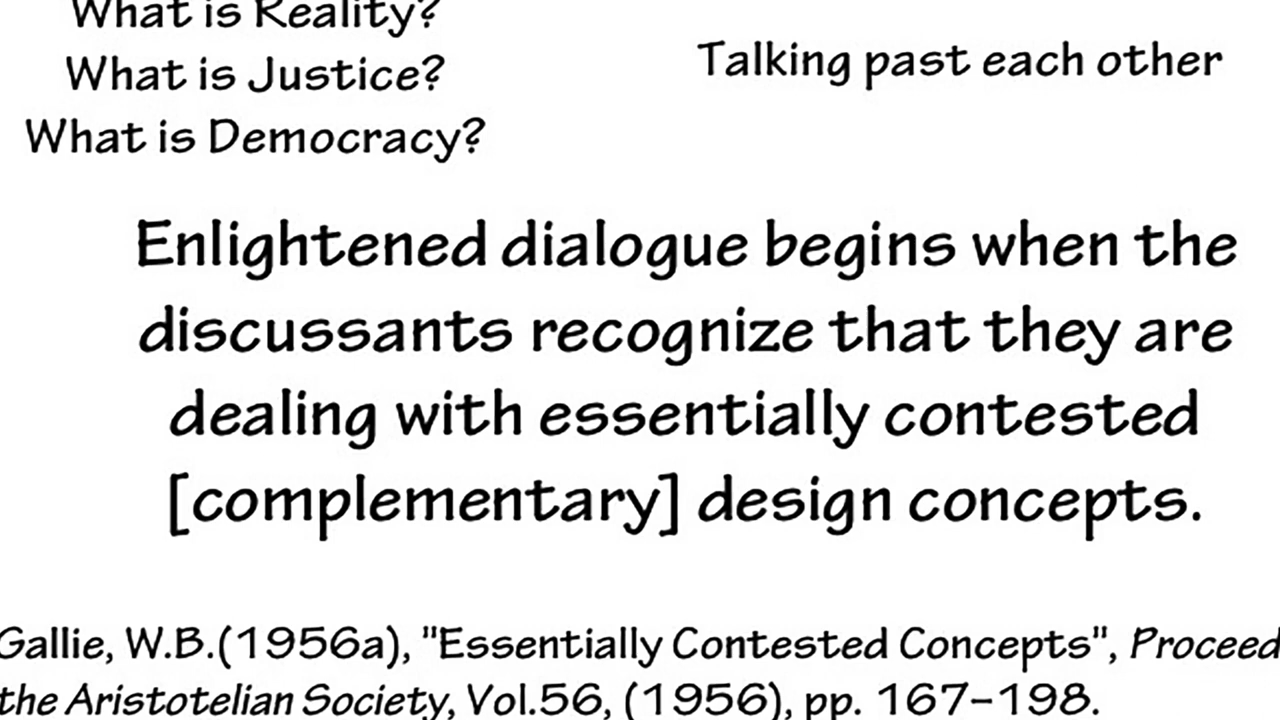 What is Reality?
What is Justice?
What is Democracy?
Talking past each other
Enlightened dialogue begins when the
discussants recognize that they are
dealing with essentially contested
[complementary] design concepts.
Gallie, W.B.(1956a), "Essentially Contested Concepts", Proceed
the Aristotelian Society, Vol.56, (1956), pp. 167–198.